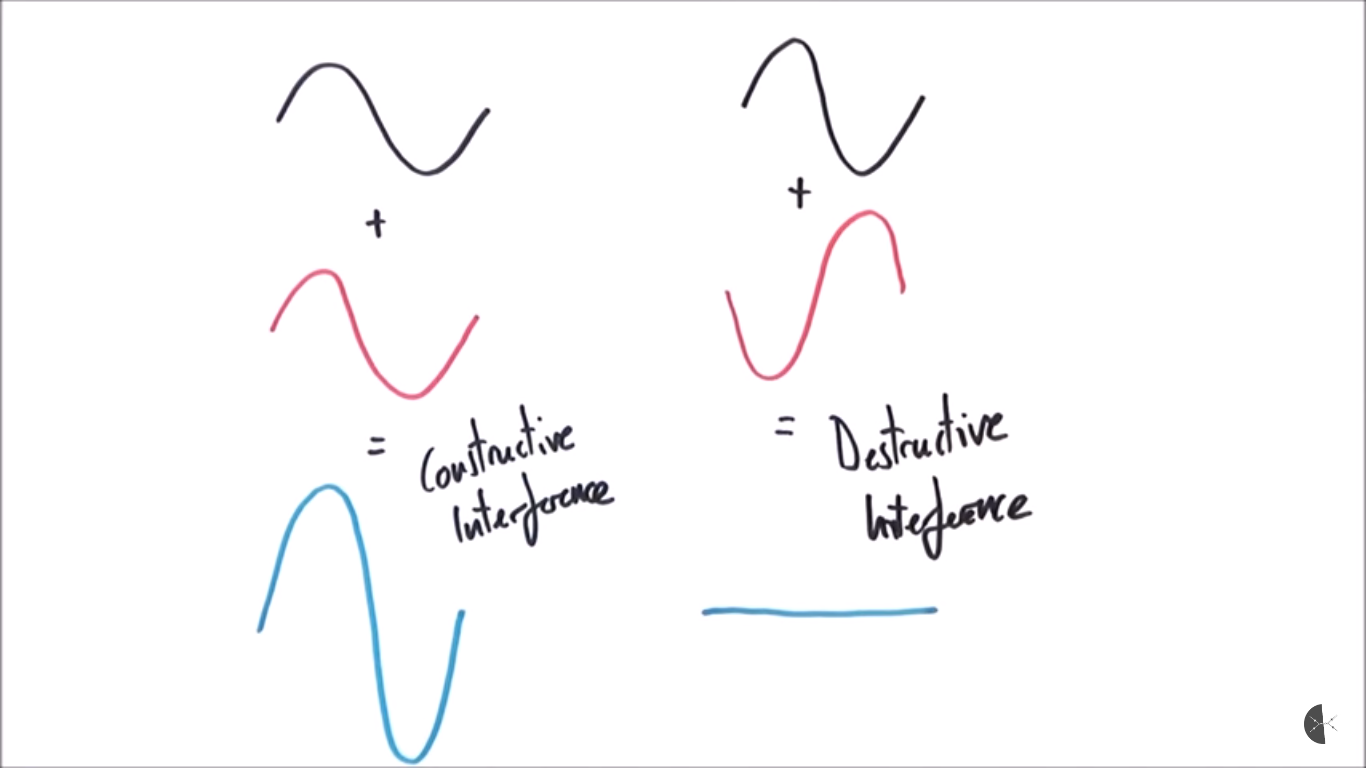 +
+
= Constructive
Interference
= Destructive
Interference